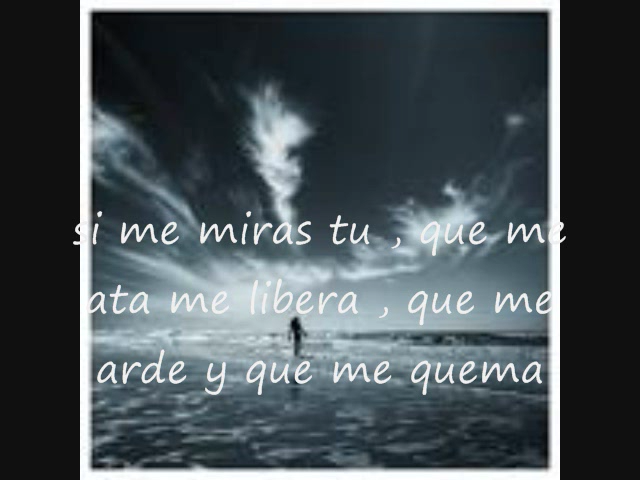 si me miras tu , que me
ata me libera , que me
arde y que me quema